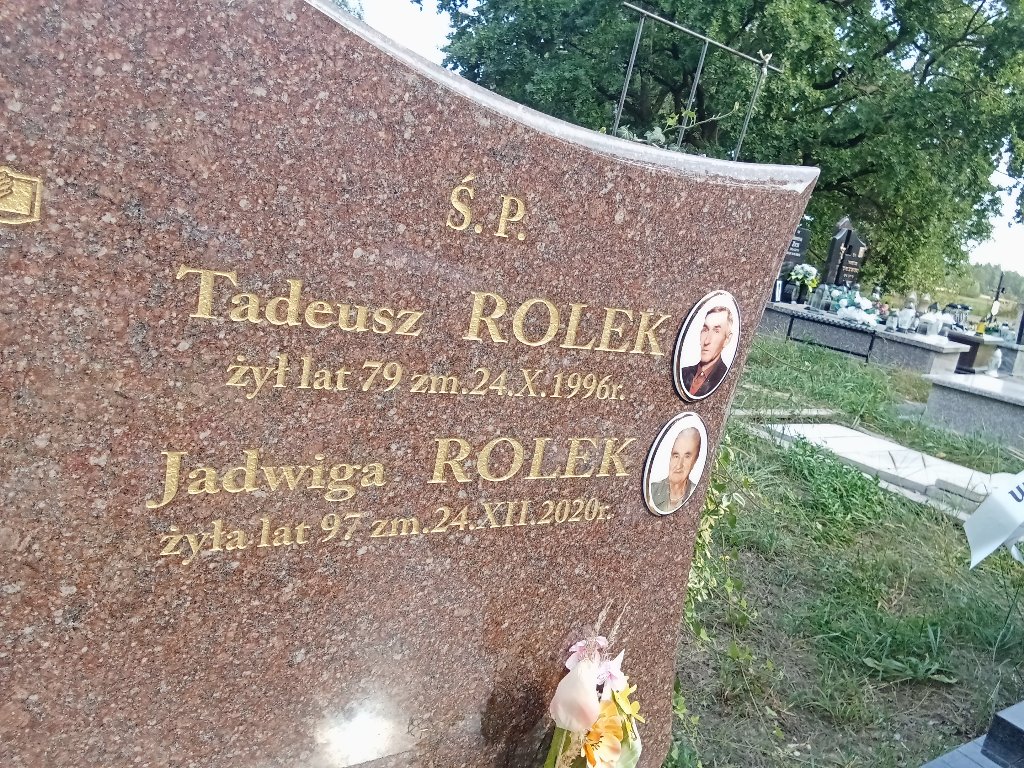 Ś.P.
Tadeusz ROLEK
żył lat 79 zm.24.X.1996r.
Jadwiga ROLEK
żyła lat 97 zm.24.XII.2020r.